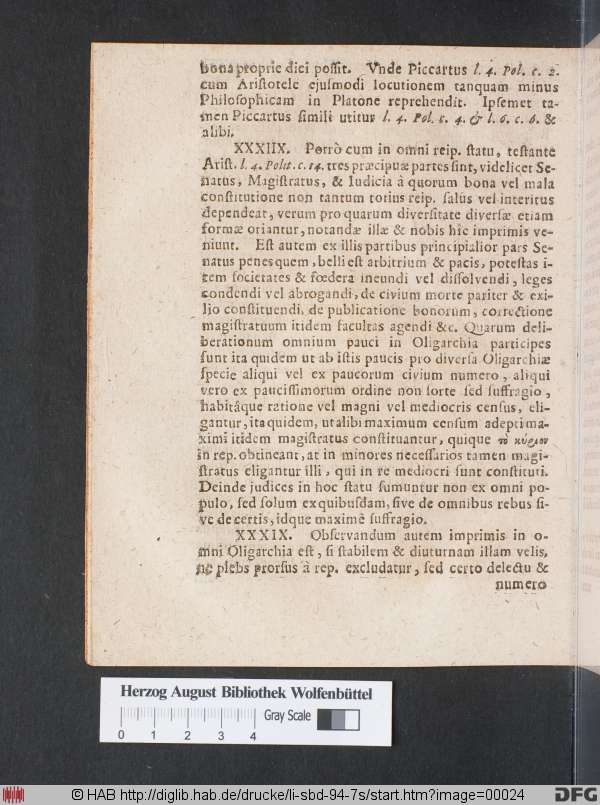 bona proprie dici poſſit. Vnde Piccartus l. 4. Pol. c. 2.
cum Ariſtotele ejuſmodi locutionem tanquam minus
Philoſophicam in Platone reprehendit. Ipſemet ta-
men Piccartus ſimili utitur l. 4. Pol. c. 4. & l. 6. c. 6. &
alibi.
XXXIIX. Porrò cum in omni reip. ſtatu, teſtante
Ariſt. l. 4. Polit. c. 14. tres præcipuæ partes ſint, videlicet Se-
natus, Magiſtratus, & Iudicia à quorum bona vel mala
conſtitutione non tantum totius reip. ſalus vel interitus
dependeat, verum pro quarum diverſitate diverſæ etiam
formæ oriantur, notandæ illæ & nobis hîc imprimis ve-
niunt. Eſt autem ex illis partibus principalior pars Se-
natus penes quem, belli eſt arbitrium & pacis, poteſtas i-
tem ſocietates & fœdera ineundi vel diſſolvendi, leges
condendi vel abrogandi, de civium morte pariter & exi-
lio conſtituendi, de publicatione bonorum, correctione
magiſtratuum itidem facultas agendi &c. Quarum deli-
berationum omnium pauci in Oligarchia participes
ſunt ita quidem ut ab iſtis paucis pro diverſa Oligarchiæ
ſpecie aliqui vel ex paucorum civium numero, aliqui
vero ex pauciſſimorum ordine non ſorte ſed ſuffragio,
habitâque ratione vel magni vel mediocris cenſus, eli-
gantur, ita quidem, ut alibi maximum cenſum adepti ma-
ximi itidem magiſtratus conſtituantur, quique τὸ κύριον
in rep. obtineant, at in minores neceſſarios tamen magi-
ſtratus eligantur illi, qui in re mediocri ſunt conſtituti.
Deinde judices in hoc ſtatu ſumuntur non ex omni po-
pulo, ſed ſolum ex quibuſdam, ſive de omnibus rebus ſi-
ve de certis, idque maximè ſuffragio.
XXXIX. Obſervandum autem imprimis in o-
mni Oligarchia eſt, ſi ſtabilem & diuturnam illam velis,
ne plebs prorſus à rep. excludatur, ſed certo delectu &
numero
Herzog August Bibliothek Wolfenbüttel
Gray Scale
0 1 2 3 4
© HAB http://diglib.hab.de/drucke/li-sbd-94-7s/start.htm?image=00024
DFG